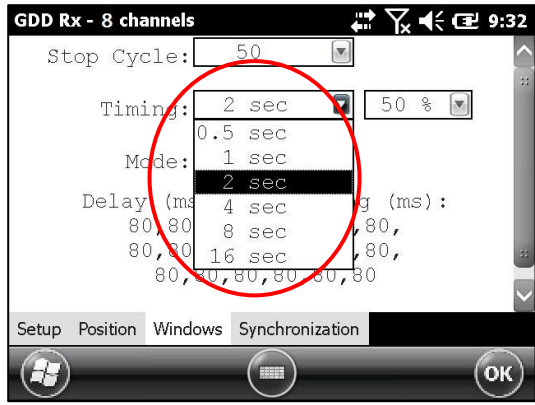 GDD Rx - 8 channels 9:32
Stop Cycle: 50
Timing: 2 sec 50 %
0.5 sec
Mode: 1 sec
2 sec
Delay (ms 4 sec g (ms):
80,80 8 sec ,80,
80,80 16 sec ,80,
80,80,80,80,80,80
Setup Position Windows Synchronization
OK